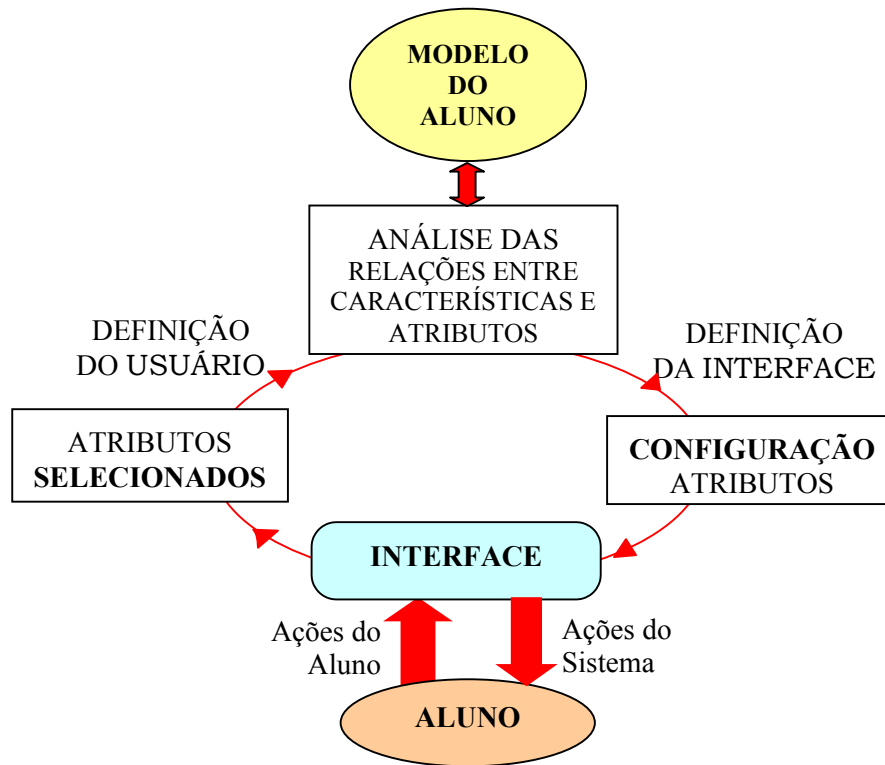 MODELO
DO
ALUNO
ANÁLISE DAS
RELAÇÕES ENTRE
CARACTERÍSTICAS E
ATRIBUTOS
DEFINIÇÃO
DO USUÁRIO
DEFINIÇÃO
DA INTERFACE
ATRIBUTOS
SELECIONADOS
CONFIGURAÇÃO
ATRIBUTOS
INTERFACE
Ações do
Aluno
Ações do
Sistema
ALUNO